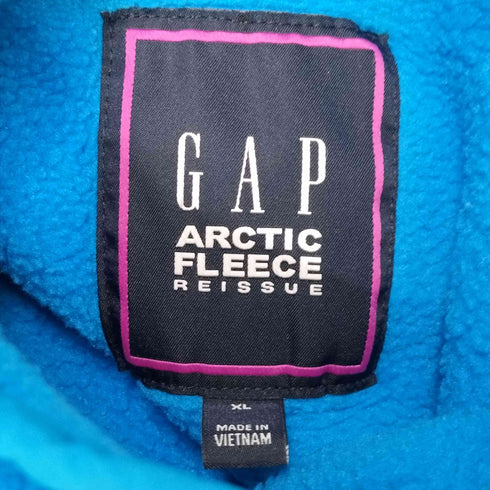 GAP
ARCTIC
FLEECE
REISSUE
XL
MADE IN
VIETNAM